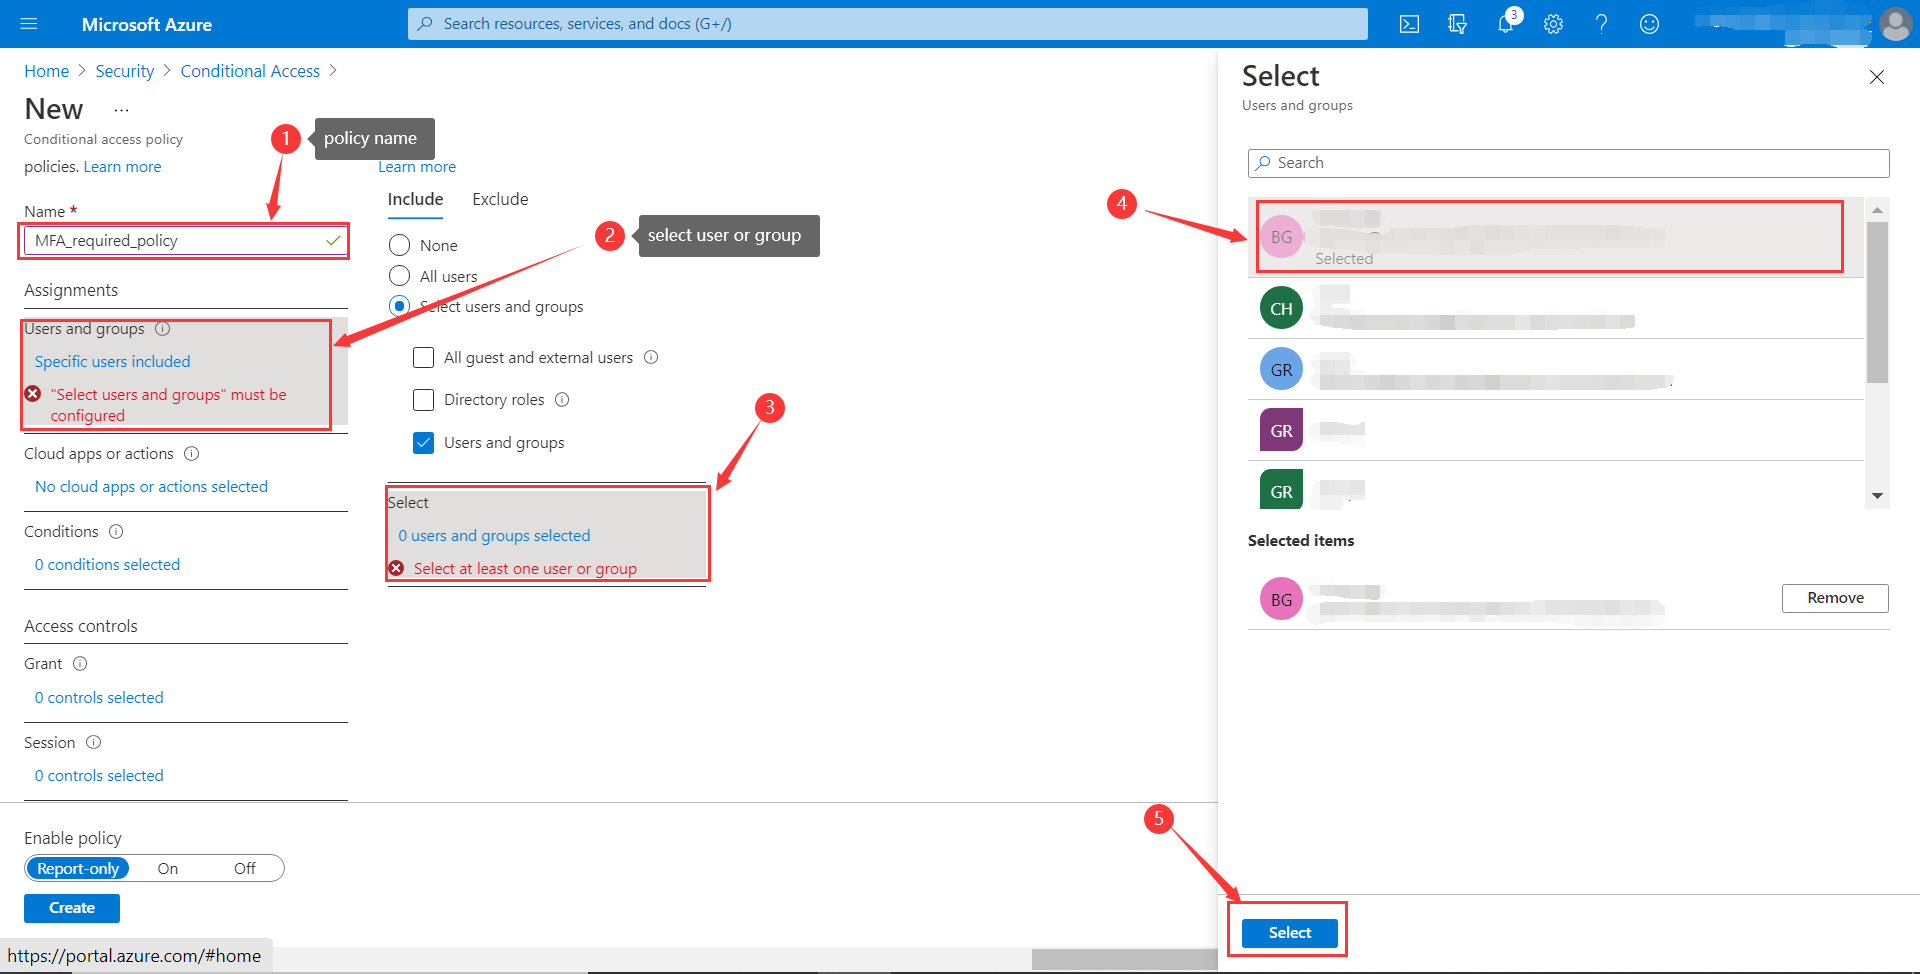 Microsoft Azure
Search resources, services, and docs (G+/)
3
Home > Security > Conditional Access >
New ...
Conditional access policy
policies. Learn more
1 policy name
Name *
MFA_required_policy
Assignments
Users and groups
Specific users included
"Select users and groups" must be
configured
Cloud apps or actions
No cloud apps or actions selected
Conditions
0 conditions selected
Access controls
Grant
0 controls selected
Session
0 controls selected
Enable policy
Report-only On Off
Create
https://portal.azure.com/#home
Learn more
Include Exclude
2 select user or group
None
All users
Select users and groups
All guest and external users
Directory roles
Users and groups
3
Select
0 users and groups selected
Select at least one user or group
Select
Users and groups
Search
4
BG
Selected
CH
GR
GR
GR
Selected items
BG
Remove
5
Select